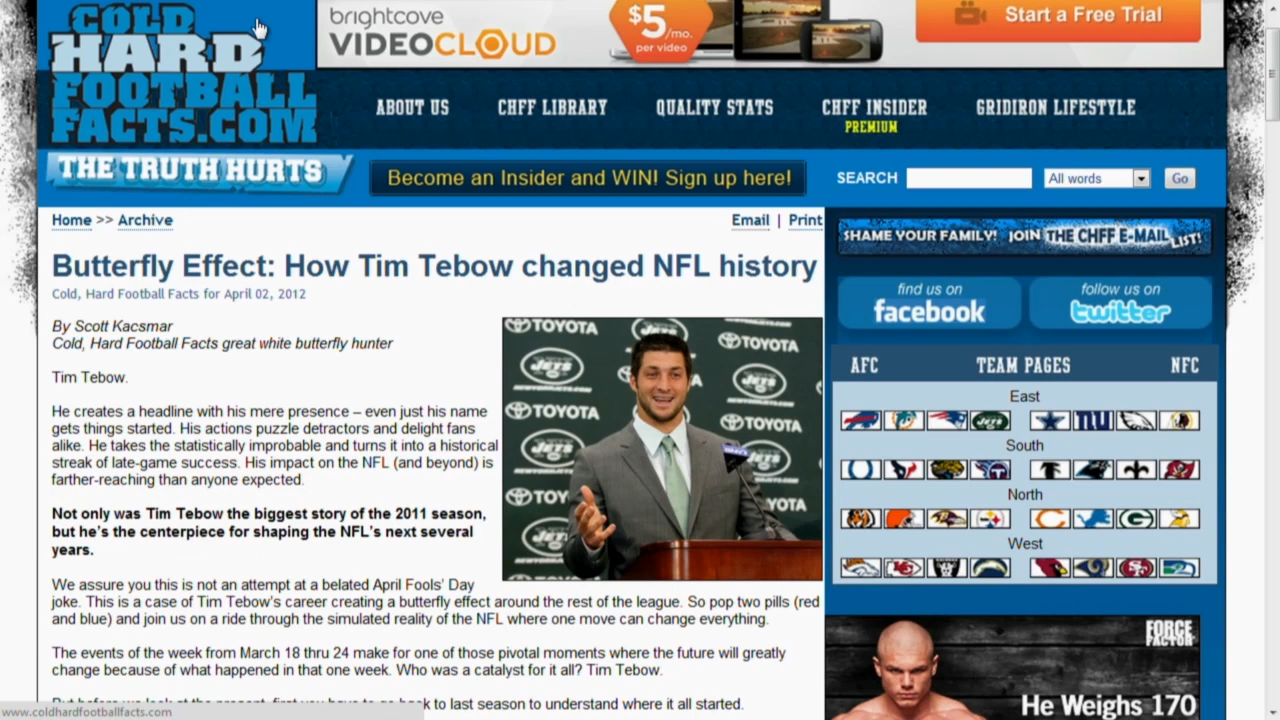 COLD
HARD
FOOTBALL
FACTS.COM
THE TRUTH HURTS
brightcove
VIDEOCLOUD
$5
/mo.
per video
Start a Free Trial
ABOUT US
CHFF LIBRARY
QUALITY STATS
CHFF INSIDER
PREMIUM
GRIDIRON LIFESTYLE
Become an Insider and WIN! Sign up here!
SEARCH
All words
Go
Home >> Archive
Email | Print
Butterfly Effect: How Tim Tebow changed NFL history
Cold, Hard Football Facts for April 02, 2012
By Scott Kacsmar
Cold, Hard Football Facts great white butterfly hunter
Tim Tebow.
He creates a headline with his mere presence – even just his name
gets things started. His actions puzzle detractors and delight fans
alike. He takes the statistically improbable and turns it into a historical
streak of late-game success. His impact on the NFL (and beyond) is
farther-reaching than anyone expected.
Not only was Tim Tebow the biggest story of the 2011 season,
but he's the centerpiece for shaping the NFL's next several
years.
We assure you this is not an attempt at a belated April Fools' Day
joke. This is a case of Tim Tebow's career creating a butterfly effect around the rest of the league. So pop two pills (red
and blue) and join us on a ride through the simulated reality of the NFL where one move can change everything.
The events of the week from March 18 thru 24 make for one of those pivotal moments where the future will greatly
change because of what happened in that one week. Who was a catalyst for it all? Tim Tebow.
to last season to understand where it all started.
www.coldhardfootballfacts.com
TOYOTA
TOYOTA
TOYOTA
TOYOTA
JETS
JETS
JETS
SHAME YOUR FAMILY! JOIN THE CHFF E-MAIL LIST!
find us on
facebook
follow us on
twitter
AFC
TEAM PAGES
NFC
East
South
North
West
FORCE
FACTOR
He Weighs 170